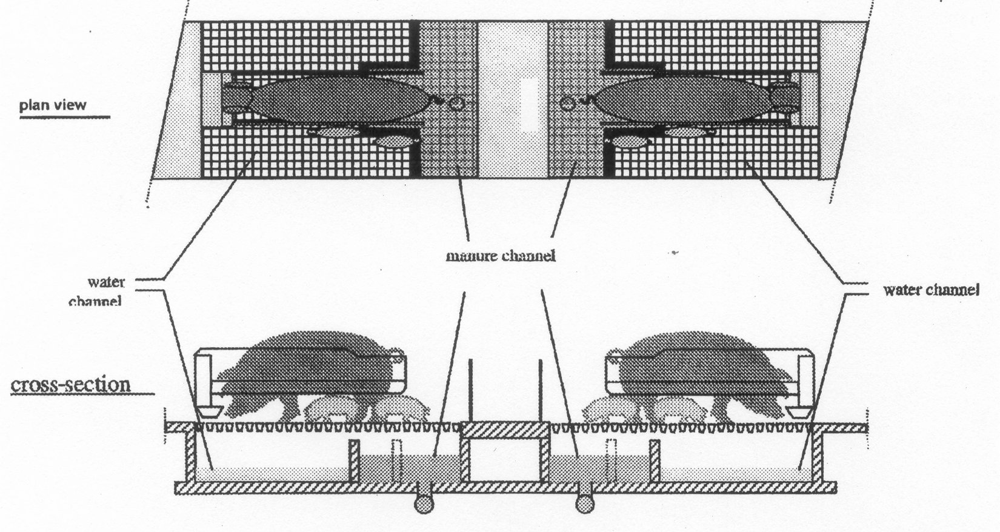 plan view
manure channel
water
channel
water channel
cross-section